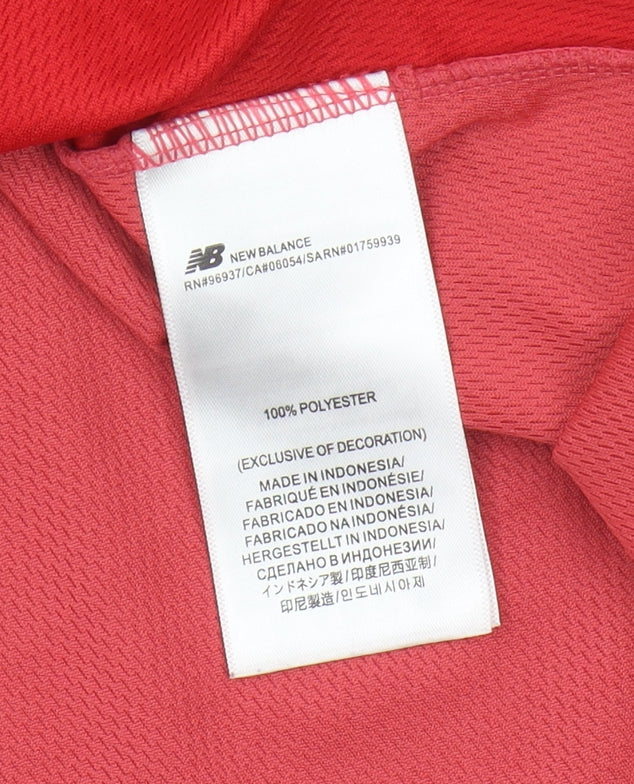 NB NEW BALANCE
RN#96937/CA#06054/SARN#01759939
100% POLYESTER
(EXCLUSIVE OF DECORATION)
MADE IN INDONESIA/
FABRIQUÉ EN INDONÉSIE/
FABRICADO EN INDONESIA/
FABRICADO NA INDONÉSIA/
HERGESTELLT IN INDONESIA/
СДЕЛАНО В ИНДОНЕЗИИ/
インドネシア製/印度尼西亚制/
印尼製造/인도네시아제